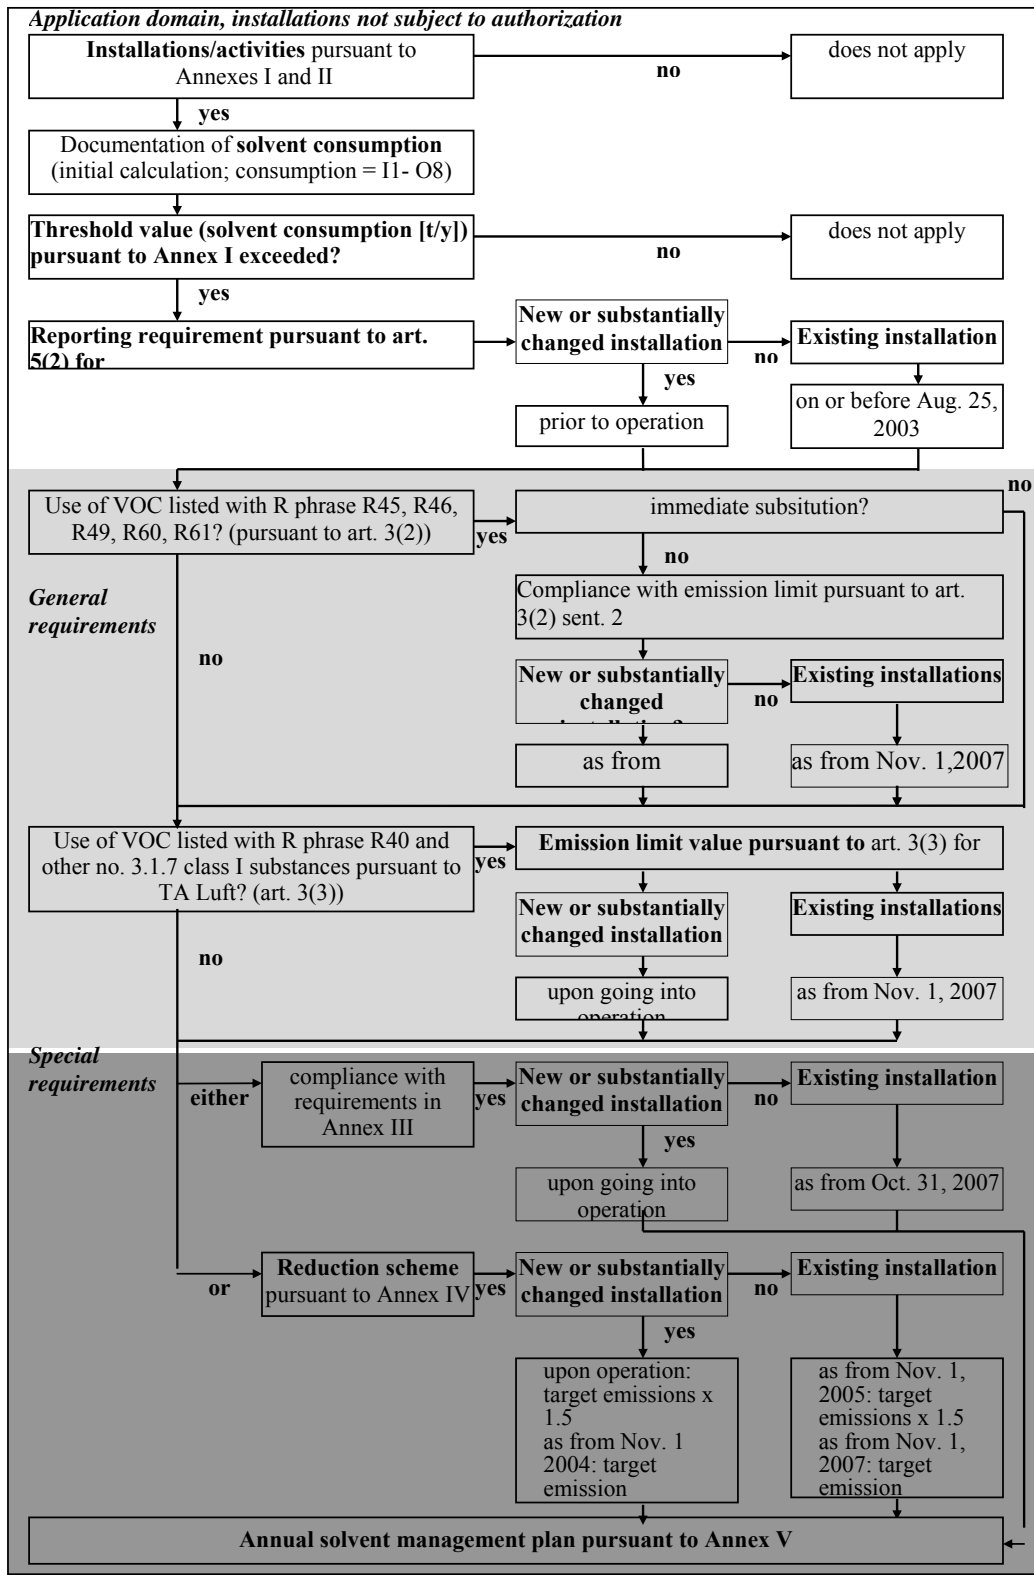 Application domain, installations not subject to authorization
Installations/activities pursuant to
Annexes I and II
no
does not apply
yes
Documentation of solvent consumption
(initial calculation; consumption = I1- O8)
Threshold value (solvent consumption [t/y])
pursuant to Annex I exceeded?
no
does not apply
yes
Reporting requirement pursuant to art.
5(2) for
New or substantially
changed installation
no
Existing installation
yes
prior to operation
on or before Aug. 25,
2003
Use of VOC listed with R phrase R45, R46,
R49, R60, R61? (pursuant to art. 3(2))
yes
immediate subsitution?
no
no
General
requirements
Compliance with emission limit pursuant to art.
3(2) sent. 2
no
New or substantially
changed
no
Existing installations
as from
as from Nov. 1,2007
Use of VOC listed with R phrase R40 and
other no. 3.1.7 class I substances pursuant to
TA Luft? (art. 3(3))
yes
Emission limit value pursuant to art. 3(3) for
New or substantially
changed installation
Existing installations
no
upon going into
operation
as from Nov. 1, 2007
Special
requirements
either
compliance with
requirements in
Annex III
yes
New or substantially
changed installation
no
Existing installation
yes
upon going into
operation
as from Oct. 31, 2007
or
Reduction scheme
pursuant to Annex IV
yes
New or substantially
changed installation
no
Existing installation
yes
upon operation:
target emissions x
1.5
as from Nov. 1
2004: target
emission
as from Nov. 1,
2005: target
emissions x 1.5
as from Nov. 1,
2007: target
emission
Annual solvent management plan pursuant to Annex V